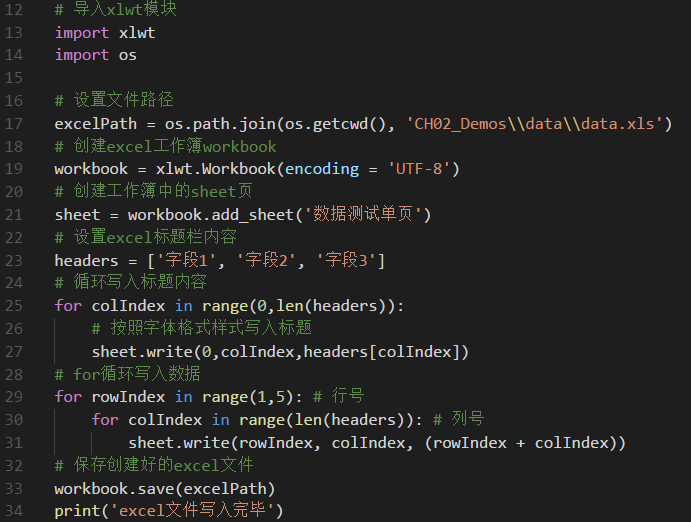 12 # 导入xlwt模块
13 import xlwt
14 import os
15
16 # 设置文件路径
17 excelPath = os.path.join(os.getcwd(), 'CH02_Demos\\data\\data.xls')
18 # 创建excel工作簿workbook
19 workbook = xlwt.Workbook(encoding = 'UTF-8')
20 # 创建工作簿中的sheet页
21 sheet = workbook.add_sheet('数据测试单页')
22 # 设置excel标题栏内容
23 headers = ['字段1', '字段2', '字段3']
24 # 循环写入标题内容
25 for colIndex in range(0,len(headers)):
26     # 按照字体格式样式写入标题
27     sheet.write(0,colIndex,headers[colIndex])
28 # for循环写入数据
29 for rowIndex in range(1,5): # 行号
30     for colIndex in range(len(headers)): # 列号
31         sheet.write(rowIndex, colIndex, (rowIndex + colIndex))
32 # 保存创建好的excel文件
33 workbook.save(excelPath)
34 print('excel文件写入完毕')